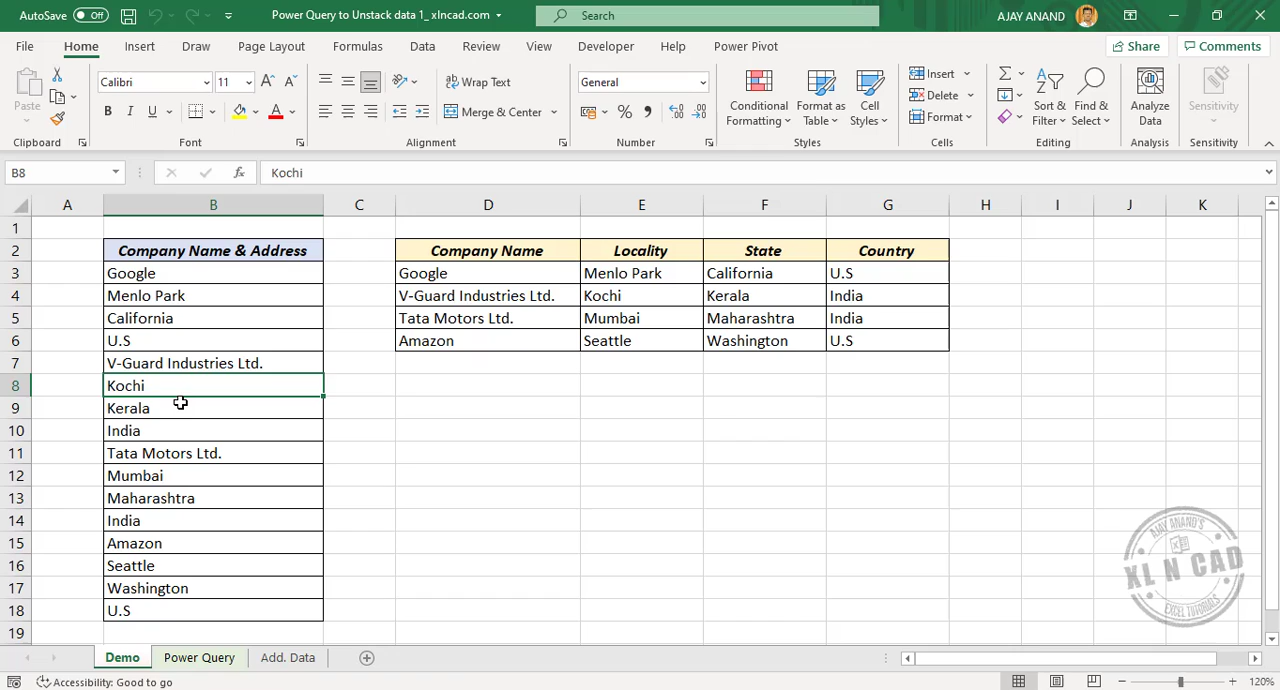 AutoSave Off Power Query to Unstack data 1_ xlncad.com Search AJAY ANAND
File Home Insert Draw Page Layout Formulas Data Review View Developer Help Power Pivot Share Comments
Paste Calibri 11 Wrap Text General Conditional Formatting Format as Table Cell Styles Insert Sort & Filter Find & Select Analyze Data Sensitivity
B I U Merge & Center Delete
Format
Clipboard Font Alignment Number Styles Cells Editing Analysis Sensitivity
B8 fx Kochi
A B C D E F G H I J K
1
2 Company Name & Address Company Name Locality State Country
3 Google Google Menlo Park California U.S
4 Menlo Park V-Guard Industries Ltd. Kochi Kerala India
5 California Tata Motors Ltd. Mumbai Maharashtra India
6 U.S Amazon Seattle Washington U.S
7 V-Guard Industries Ltd.
8 Kochi
9 Kerala
10 India
11 Tata Motors Ltd.
12 Mumbai
13 Maharashtra
14 India
15 Amazon
16 Seattle
17 Washington
18 U.S
19
AJAY ANAND'S
XL N CAD
EXCEL TUTORIALS
Demo Power Query Add. Data
Accessibility: Good to go 120%